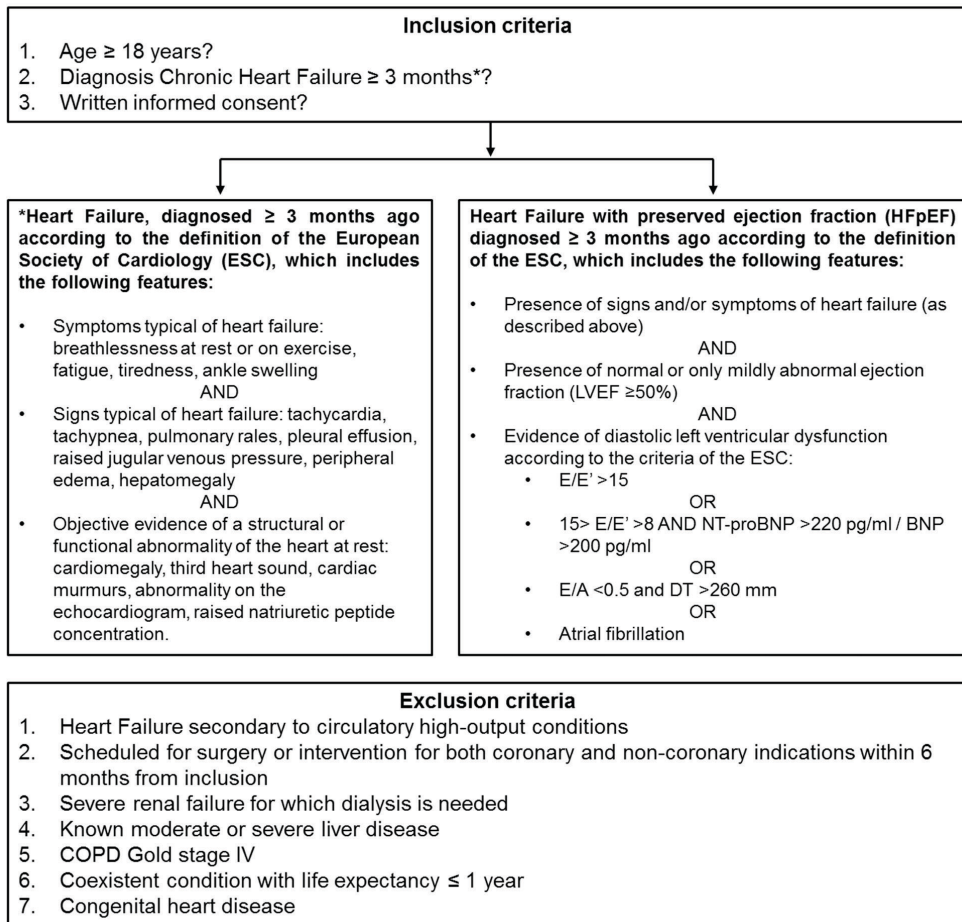 Inclusion criteria
1. Age ≥ 18 years?
2. Diagnosis Chronic Heart Failure ≥ 3 months*?
3. Written informed consent?
*Heart Failure, diagnosed ≥ 3 months ago
according to the definition of the European
Society of Cardiology (ESC), which includes
the following features:
• Symptoms typical of heart failure:
breathlessness at rest or on exercise,
fatigue, tiredness, ankle swelling
AND
• Signs typical of heart failure: tachycardia,
tachypnea, pulmonary rales, pleural effusion,
raised jugular venous pressure, peripheral
edema, hepatomegaly
AND
• Objective evidence of a structural or
functional abnormality of the heart at rest:
cardiomegaly, third heart sound, cardiac
murmurs, abnormality on the
echocardiogram, raised natriuretic peptide
concentration.
Heart Failure with preserved ejection fraction (HFpEF)
diagnosed ≥ 3 months ago according to the definition
of the ESC, which includes the following features:
• Presence of signs and/or symptoms of heart failure (as
described above)
AND
• Presence of normal or only mildly abnormal ejection
fraction (LVEF ≥50%)
AND
• Evidence of diastolic left ventricular dysfunction
according to the criteria of the ESC:
• E/E’ >15
OR
• 15> E/E’ >8 AND NT-proBNP >220 pg/ml / BNP
>200 pg/ml
OR
• E/A <0.5 and DT >260 mm
OR
• Atrial fibrillation
Exclusion criteria
1. Heart Failure secondary to circulatory high-output conditions
2. Scheduled for surgery or intervention for both coronary and non-coronary indications within 6
months from inclusion
3. Severe renal failure for which dialysis is needed
4. Known moderate or severe liver disease
5. COPD Gold stage IV
6. Coexistent condition with life expectancy ≤ 1 year
7. Congenital heart disease